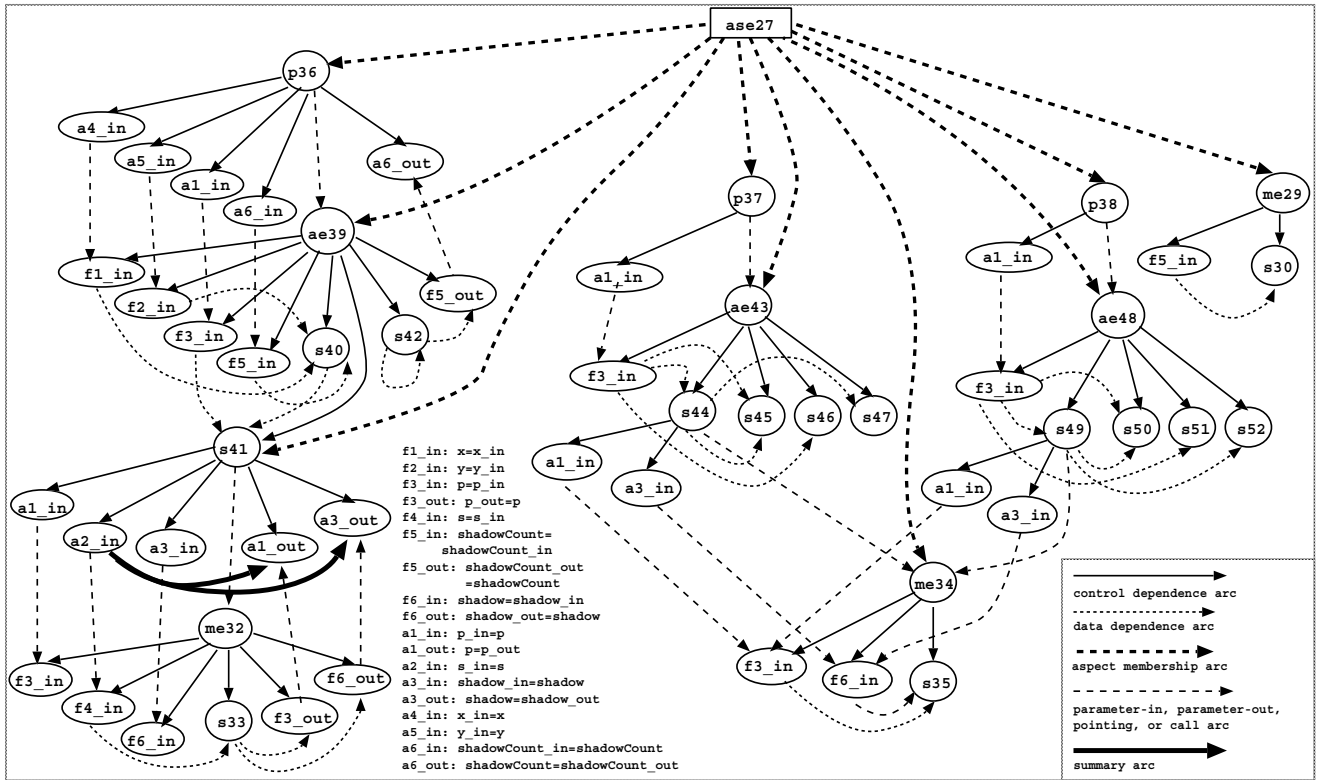 ase27
p36
a4_in
a5_in
a1_in
a6_in
a6_out
ae39
f1_in
f2_in
f3_in
f5_in
s40
s42
f5_out
s41
a1_in
a2_in
a3_in
a1_out
a3_out
me32
f3_in
f4_in
f6_in
s33
f3_out
f6_out
p37
a1_in
ae43
f3_in
s44
s45
s46
s47
a1_in
a3_in
p38
a1_in
ae48
f3_in
s49
s50
s51
s52
a1_in
a3_in
me29
f5_in
s30
me34
f3_in
f6_in
s35
f1_in: x=x_in
f2_in: y=y_in
f3_in: p=p_in
f3_out: p_out=p
f4_in: s=s_in
f5_in: shadowCount=
shadowCount_in
f5_out: shadowCount_out
=shadowCount
f6_in: shadow=shadow_in
f6_out: shadow_out=shadow
a1_in: p_in=p
a1_out: p=p_out
a2_in: s_in=s
a3_in: shadow_in=shadow
a3_out: shadow=shadow_out
a4_in: x_in=x
a5_in: y_in=y
a6_in: shadowCount_in=shadowCount
a6_out: shadowCount=shadowCount_out
control dependence arc
data dependence arc
aspect membership arc
parameter-in, parameter-out,
pointing, or call arc
summary arc